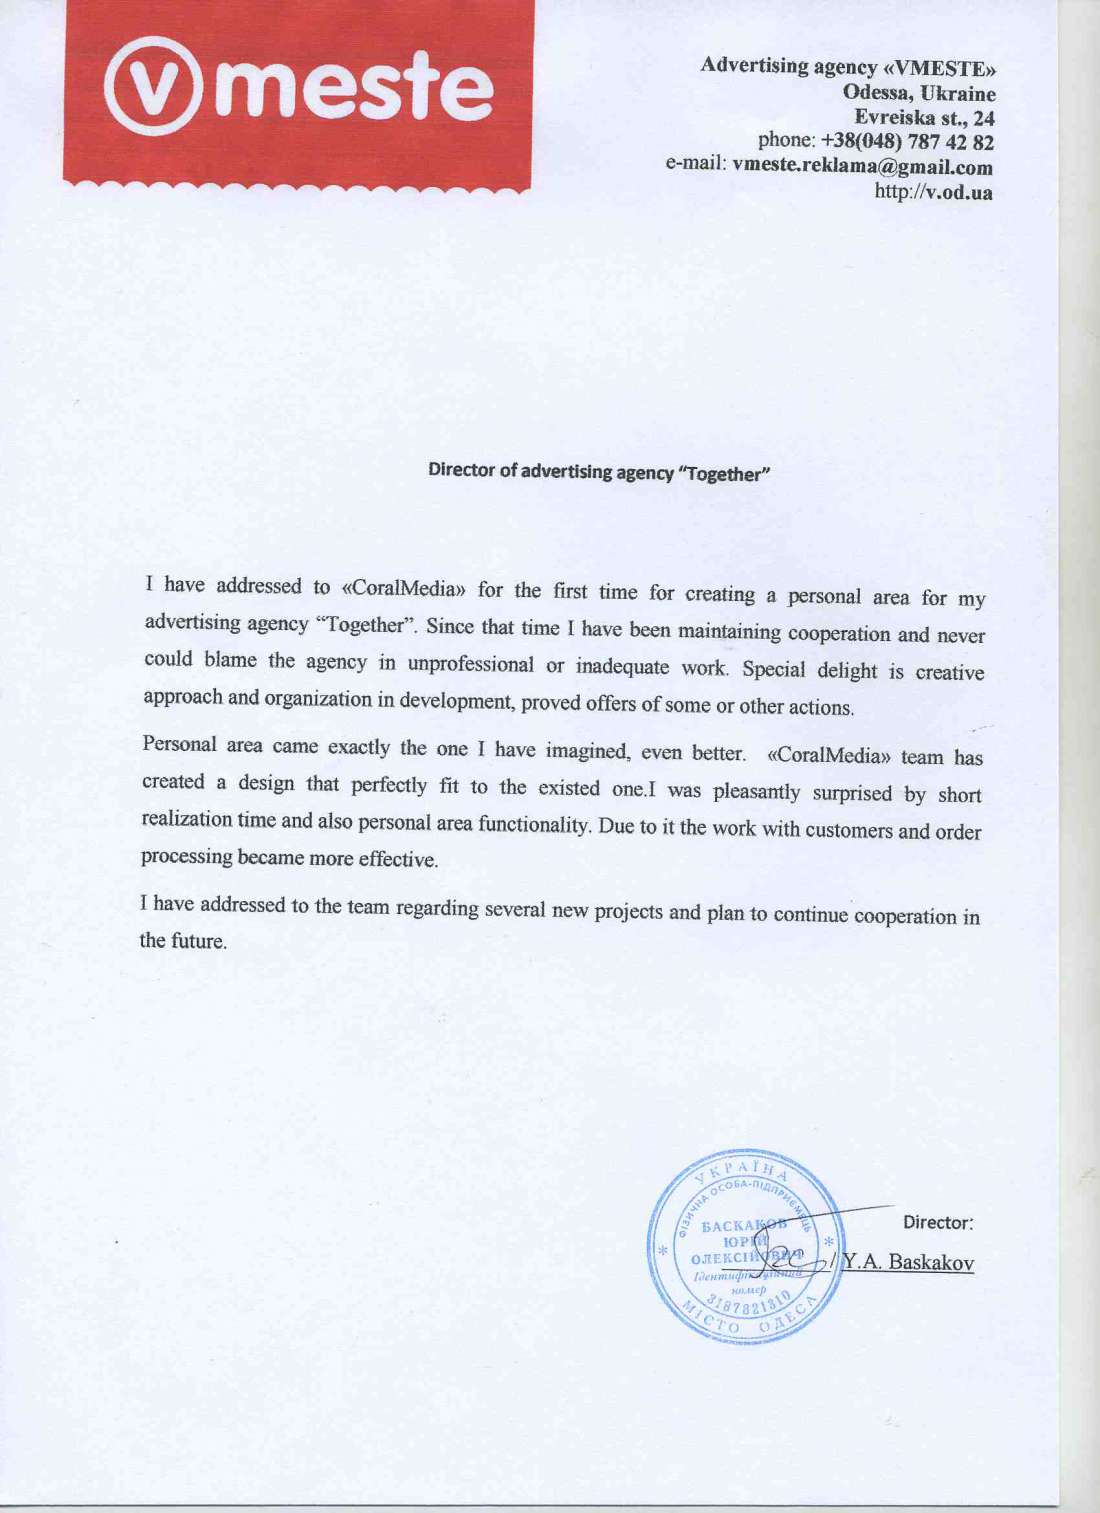 vmeste
Advertising agency «VMESTE»
Odessa, Ukraine
Evreiska st., 24
phone: +38(048) 787 42 82
e-mail: vmeste.reklama@gmail.com
http://v.od.ua
Director of advertising agency “Together”
I have addressed to «CoralMedia» for the first time for creating a personal area for my
advertising agency “Together”. Since that time I have been maintaining cooperation and never
could blame the agency in unprofessional or inadequate work. Special delight is creative
approach and organization in development, proved offers of some or other actions.
Personal area came exactly the one I have imagined, even better. «CoralMedia» team has
created a design that perfectly fit to the existed one.I was pleasantly surprised by short
realization time and also personal area functionality. Due to it the work with customers and order
processing became more effective.
I have addressed to the team regarding several new projects and plan to continue cooperation in
the future.
Director:
/ Y.A. Baskakov
УКРАЇНА
ФІЗИЧНА ОСОБА-ПІДПРИЄМЕЦЬ
БАСКАКОВ
ЮРІЙ
ОЛЕКСІЙОВИЧ
Ідентифікаційний
номер
3187821310
МІСТО ОДЕСА